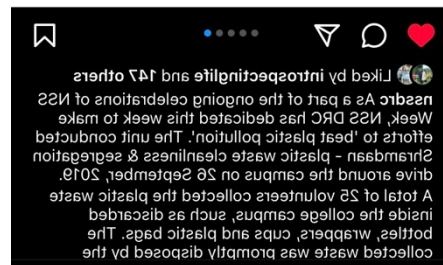 Liked by introspectinglife and 147 others
nssdrc As a part of the ongoing celebrations of NSS
Week, NSS DRC has dedicated this week to make
efforts to 'beat plastic pollution'. The unit conducted
Shramdaan - plastic waste cleanliness & segregation
drive around the campus on 26 September, 2019.
A total of 25 volunteers collected the plastic waste
inside the college campus, such as discarded
bottles, wrappers, cups and plastic bags. The
collected waste was promptly disposed by the